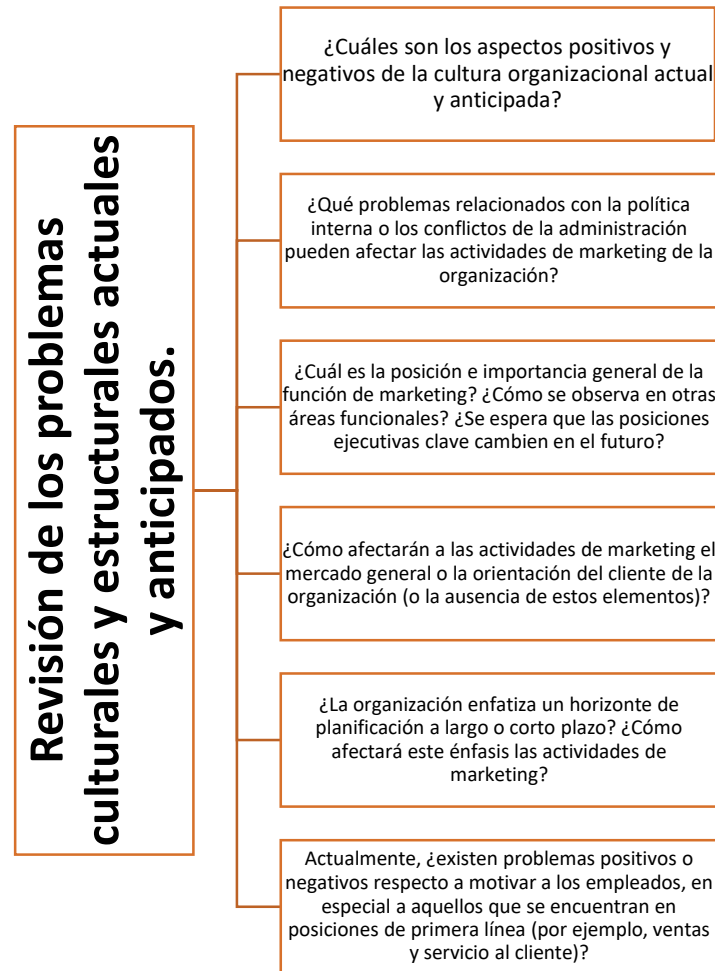 Revisión de los problemas
culturales y estructurales actuales
y anticipados.
¿Cuáles son los aspectos positivos y
negativos de la cultura organizacional actual
y anticipada?
¿Qué problemas relacionados con la política
interna o los conflictos de la administración
pueden afectar las actividades de marketing de la
organización?
¿Cuál es la posición e importancia general de la
función de marketing? ¿Cómo se observa en otras
áreas funcionales? ¿Se espera que las posiciones
ejecutivas clave cambien en el futuro?
¿Cómo afectarán a las actividades de marketing el
mercado general o la orientación del cliente de la
organización (o la ausencia de estos elementos)?
¿La organización enfatiza un horizonte de
planificación a largo o corto plazo? ¿Cómo
afectará este énfasis las actividades de
marketing?
Actualmente, ¿existen problemas positivos o
negativos respecto a motivar a los empleados, en
especial a aquellos que se encuentran en
posiciones de primera línea (por ejemplo, ventas
y servicio al cliente)?